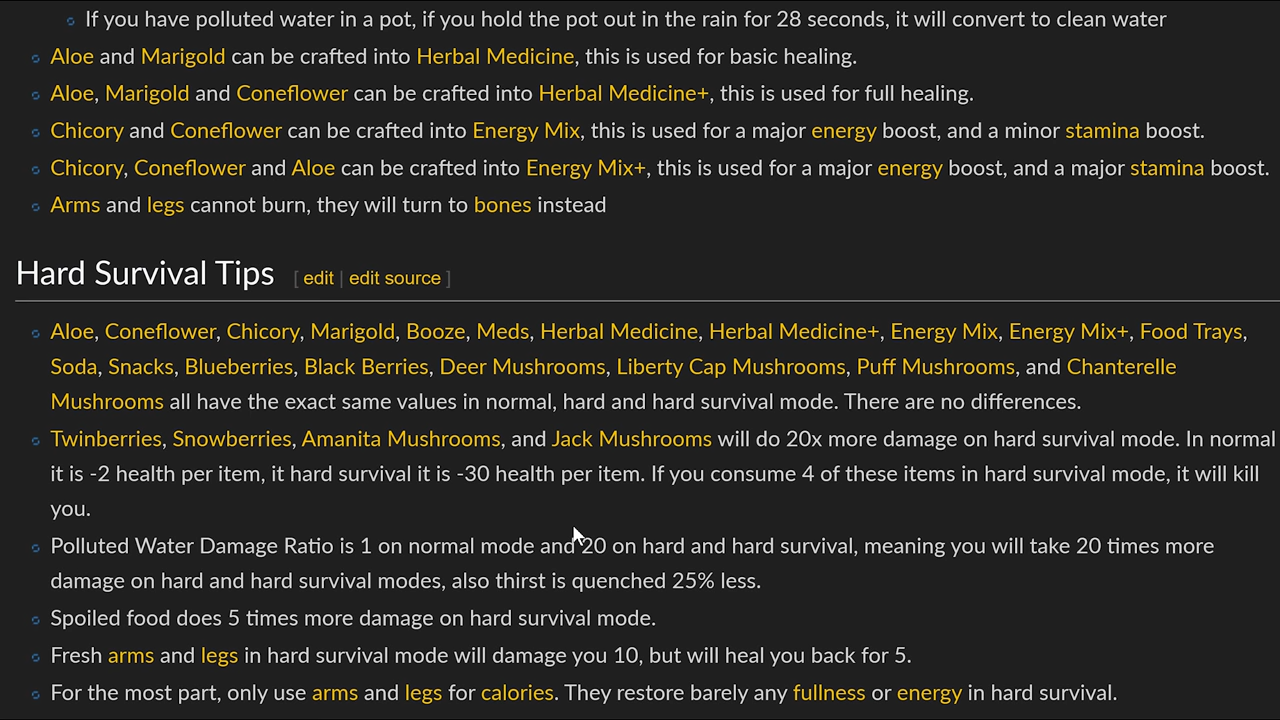 If you have polluted water in a pot, if you hold the pot out in the rain for 28 seconds, it will convert to clean water
Aloe and Marigold can be crafted into Herbal Medicine, this is used for basic healing.
Aloe, Marigold and Coneflower can be crafted into Herbal Medicine+, this is used for full healing.
Chicory and Coneflower can be crafted into Energy Mix, this is used for a major energy boost, and a minor stamina boost.
Chicory, Coneflower and Aloe can be crafted into Energy Mix+, this is used for a major energy boost, and a major stamina boost.
Arms and legs cannot burn, they will turn to bones instead
Hard Survival Tips [ edit | edit source ]
Aloe, Coneflower, Chicory, Marigold, Booze, Meds, Herbal Medicine, Herbal Medicine+, Energy Mix, Energy Mix+, Food Trays,
Soda, Snacks, Blueberries, Black Berries, Deer Mushrooms, Liberty Cap Mushrooms, Puff Mushrooms, and Chanterelle
Mushrooms all have the exact same values in normal, hard and hard survival mode. There are no differences.
Twinberries, Snowberries, Amanita Mushrooms, and Jack Mushrooms will do 20x more damage on hard survival mode. In normal
it is -2 health per item, it hard survival it is -30 health per item. If you consume 4 of these items in hard survival mode, it will kill
you.
Polluted Water Damage Ratio is 1 on normal mode and 20 on hard and hard survival, meaning you will take 20 times more
damage on hard and hard survival modes, also thirst is quenched 25% less.
Spoiled food does 5 times more damage on hard survival mode.
Fresh arms and legs in hard survival mode will damage you 10, but will heal you back for 5.
For the most part, only use arms and legs for calories. They restore barely any fullness or energy in hard survival.